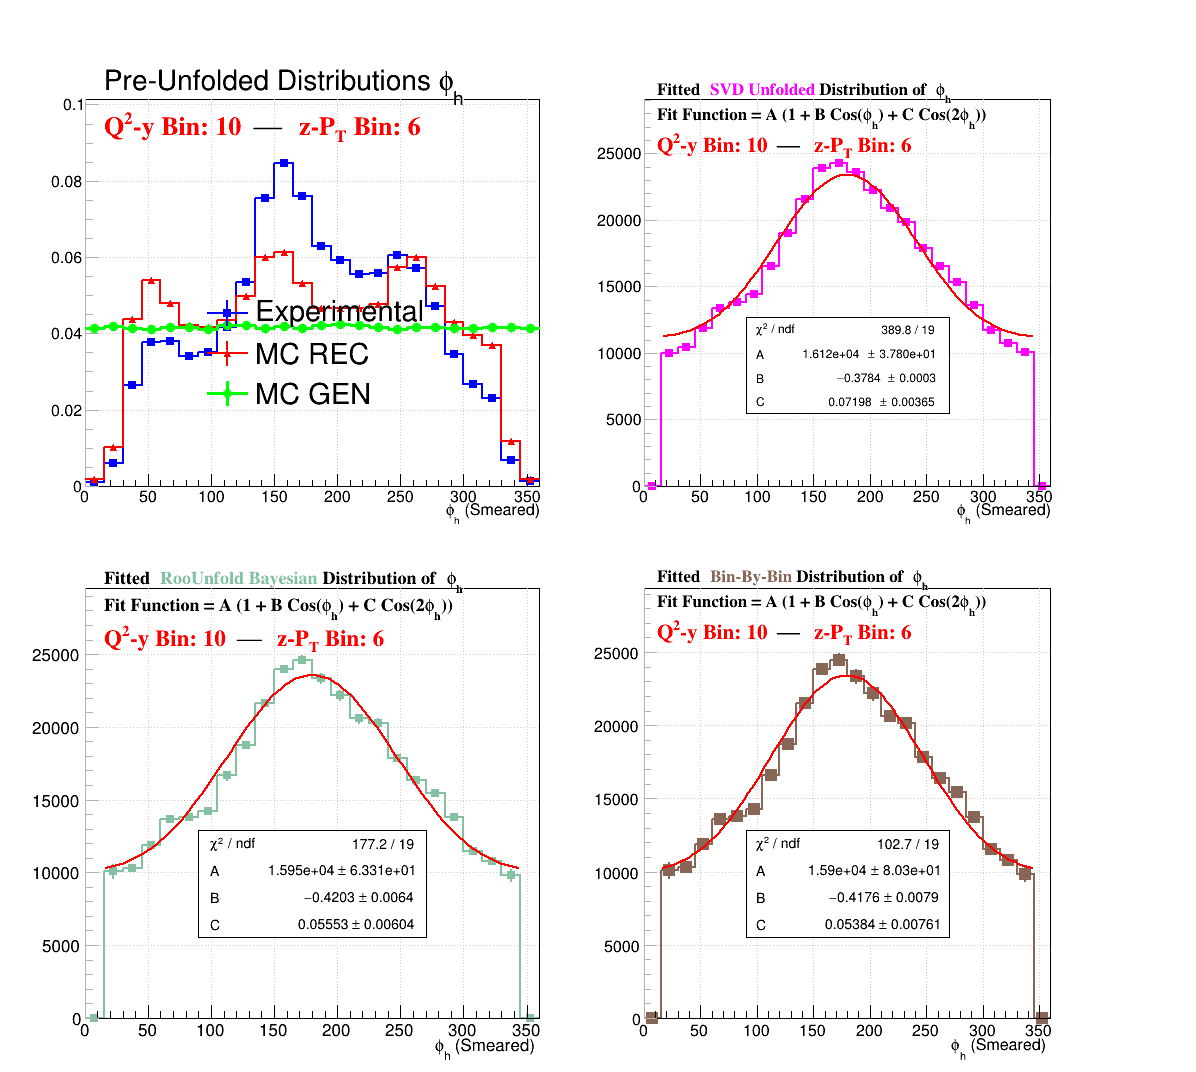 Pre-Unfolded Distributions ϕh
Q²-y Bin: 10 — z-PT Bin: 6
0.1
0.08
0.06
0.04
0.02
0
Experimental
MC REC
MC GEN
0 50 100 150 200 250 300 350
ϕh (Smeared)
Fitted SVD Unfolded Distribution of ϕh
Fit Function = A (1 + B Cos(ϕh) + C Cos(2ϕh))
Q²-y Bin: 10 — z-PT Bin: 6
25000
20000
15000
10000
5000
0
χ² / ndf 389.8 / 19
A 1.612e+04 ± 3.780e+01
B −0.3784 ± 0.0003
C 0.07198 ± 0.00365
0 50 100 150 200 250 300 350
ϕh (Smeared)
Fitted RooUnfold Bayesian Distribution of ϕh
Fit Function = A (1 + B Cos(ϕh) + C Cos(2ϕh))
Q²-y Bin: 10 — z-PT Bin: 6
25000
20000
15000
10000
5000
0
χ² / ndf 177.2 / 19
A 1.595e+04 ± 6.331e+01
B −0.4203 ± 0.0064
C 0.05553 ± 0.00604
0 50 100 150 200 250 300 350
ϕh (Smeared)
Fitted Bin-By-Bin Distribution of ϕh
Fit Function = A (1 + B Cos(ϕh) + C Cos(2ϕh))
Q²-y Bin: 10 — z-PT Bin: 6
25000
20000
15000
10000
5000
0
χ² / ndf 102.7 / 19
A 1.59e+04 ± 8.03e+01
B −0.4176 ± 0.0079
C 0.05384 ± 0.00761
0 50 100 150 200 250 300 350
ϕh (Smeared)